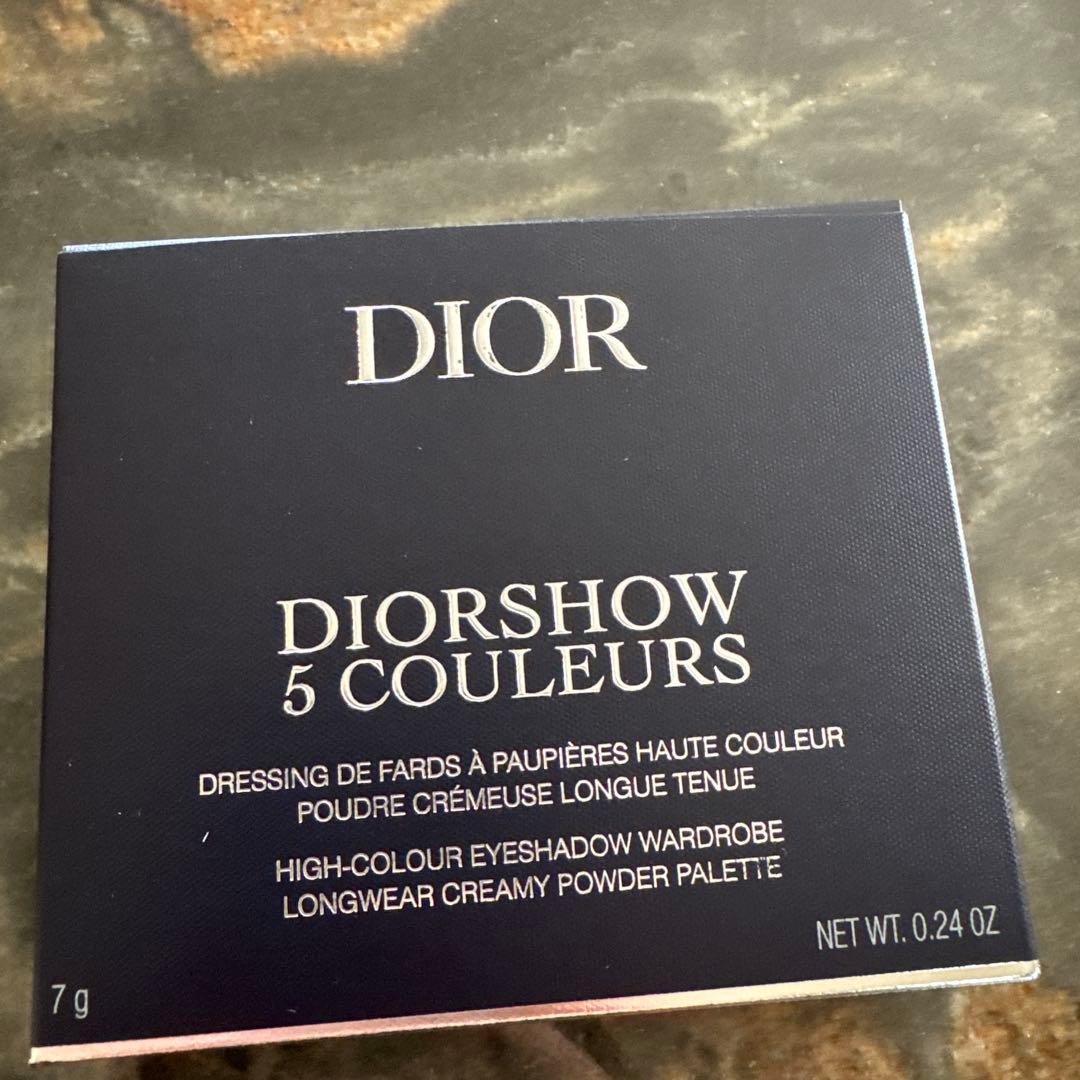 DIOR
DIORSHOW
5 COULEURS
DRESSING DE FARDS À PAUPIÈRES HAUTE COULEUR
POUDRE CRÉMEUSE LONGUE TENUE
HIGH-COLOUR EYESHADOW WARDROBE
LONGWEAR CREAMY POWDER PALETTE
NET WT. 0.24 OZ
7 g